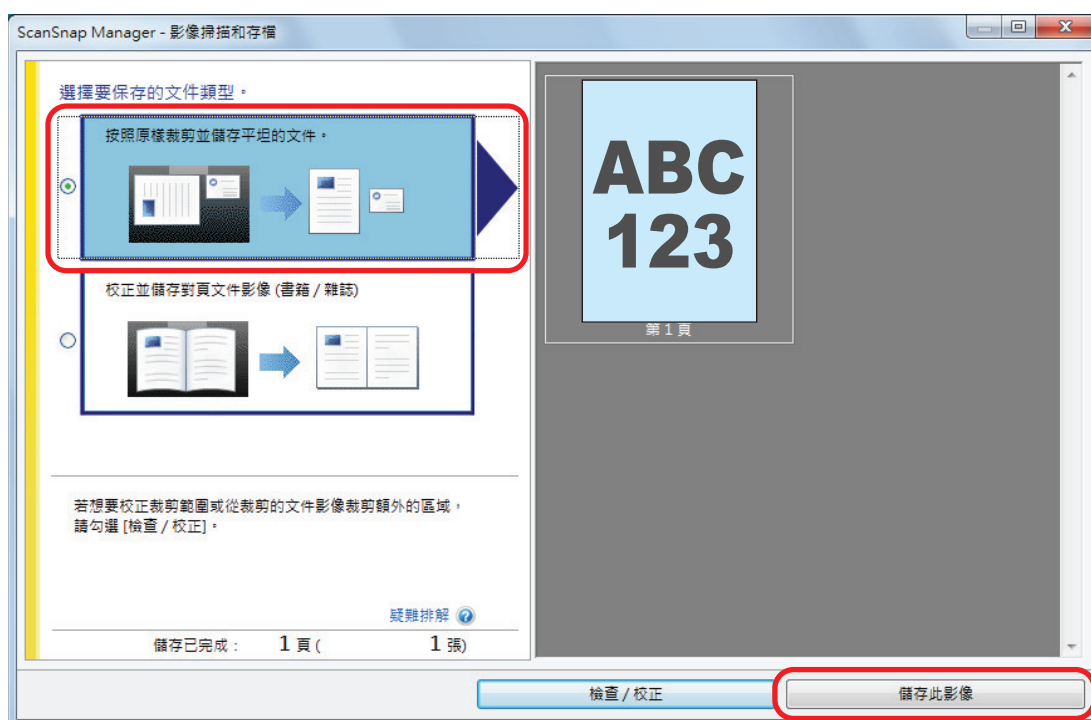 ScanSnap Manager - 影像掃描和存檔
選擇要保存的文件類型。
按照原樣裁剪並儲存平坦的文件。
校正並儲存對頁文件影像 (書籍 / 雜誌)
若想要校正裁剪範圍或從裁剪的文件影像裁剪額外的區域，
請勾選 [檢查 / 校正]。
疑難排解
儲存已完成： 1 頁 ( 1 張)
ABC
123
第 1 頁
檢查 / 校正
儲存此影像